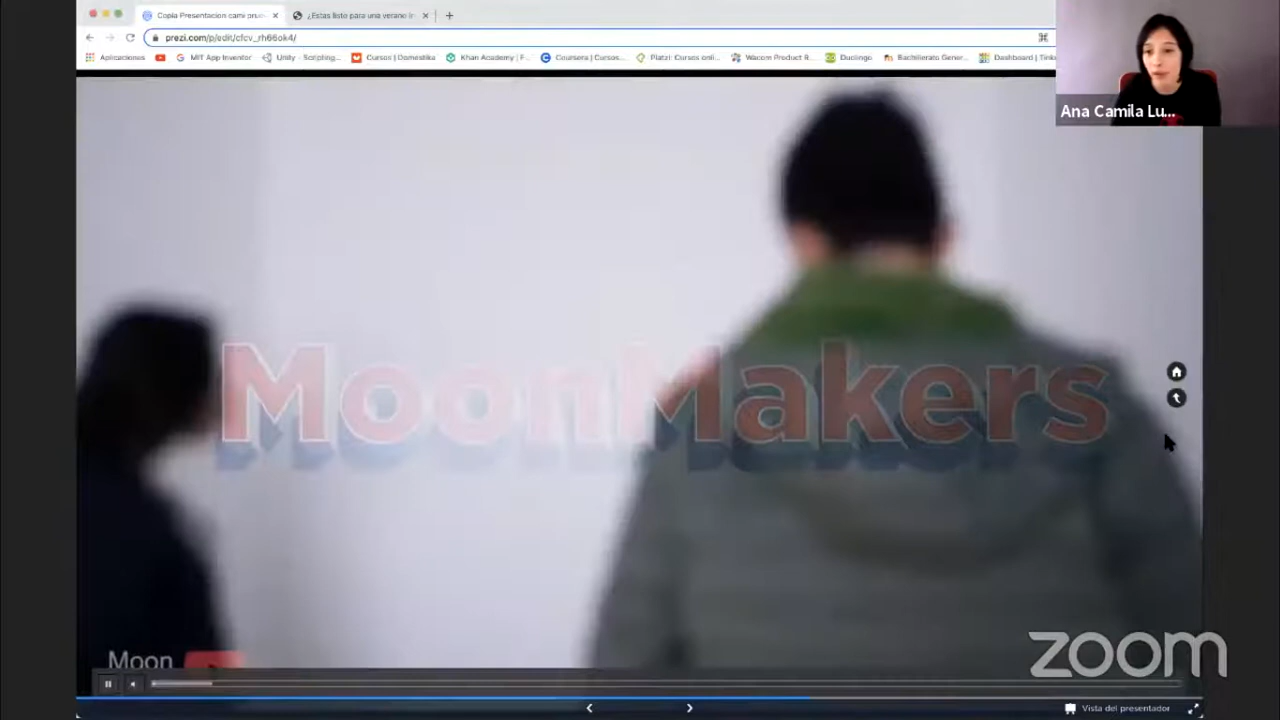 Copia Presentacion cami prue
¿Estas listo para una verano in
prezi.com/p/edit/cfcv_rh66ok4/
Aplicaciones
MIT App Inventor
Unity - Scripting...
Cursos | Domestika
Khan Academy | F...
Coursera | Cursos...
Platzi: Cursos onli...
Wacom Product R...
Duolingo
Bachillerato Gener...
Dashboard | Tink
Ana Camila Lu...
MoonMakers
Moon
zoom
Vista del presentador